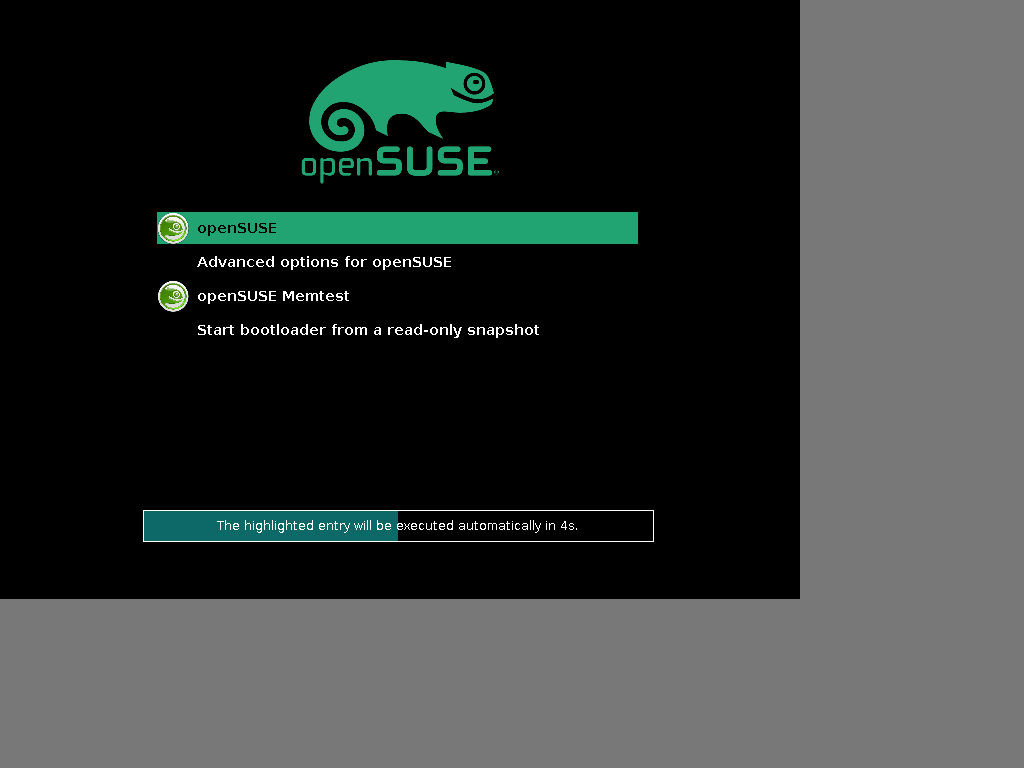 openSUSE
openSUSE
Advanced options for openSUSE
openSUSE Memtest
Start bootloader from a read-only snapshot
The highlighted entry will be executed automatically in 4s.